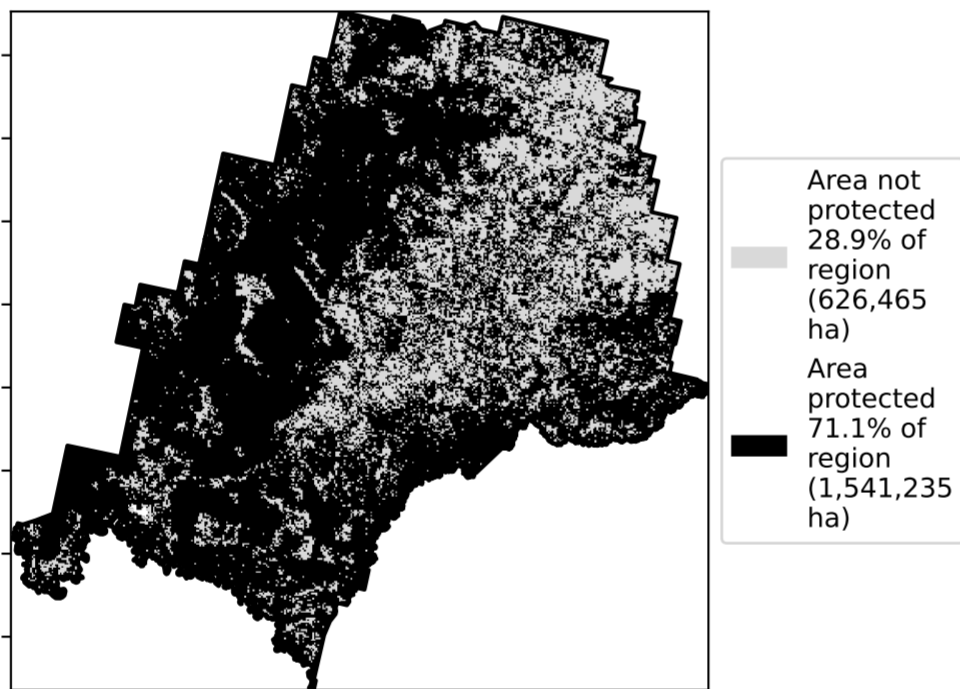 Area not
protected
28.9% of
region
(626,465
ha)
Area
protected
71.1% of
region
(1,541,235
ha)